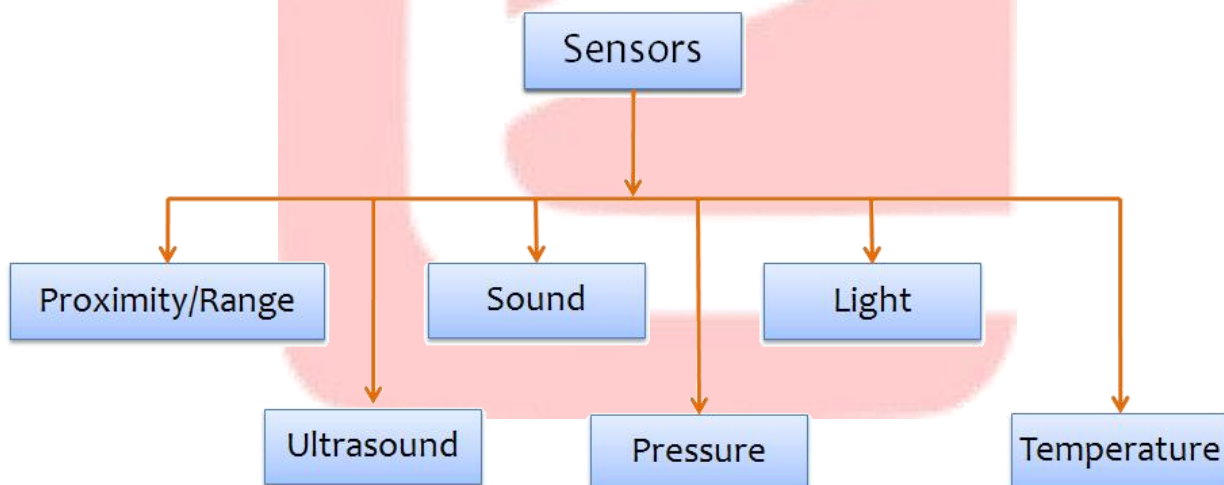 Sensors
Proximity/Range
Sound
Light
Ultrasound
Pressure
Temperature